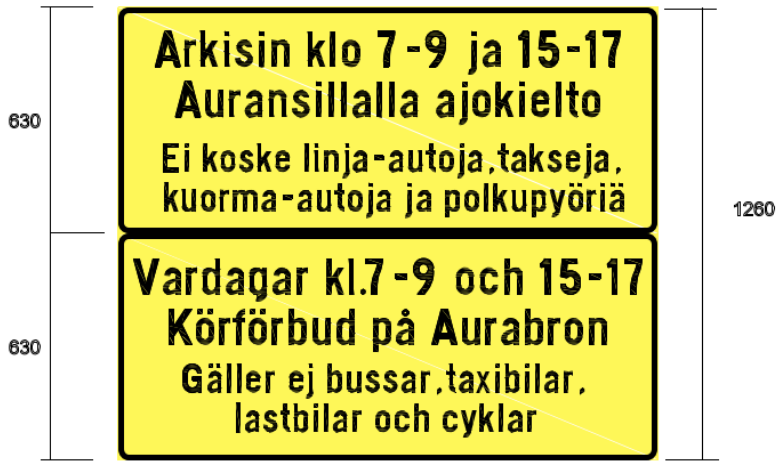 630
630
1260
Arkisin klo 7-9 ja 15-17
Auransillalla ajokielto
Ei koske linja-autoja,takseja,
kuorma-autoja ja polkupyöriä
Vardagar kl.7-9 och 15-17
Körförbud på Aurabron
Gäller ej bussar,taxibilar,
lastbilar och cyklar